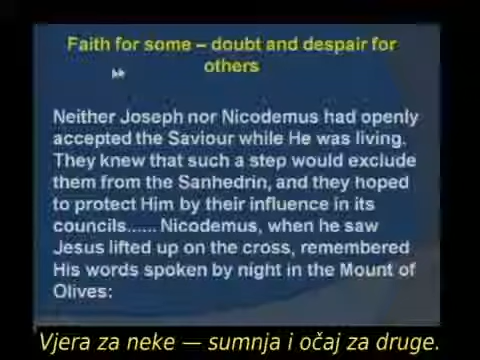 Faith for some – doubt and despair for
others
Neither Joseph nor Nicodemus had openly
accepted the Saviour while He was living.
They knew that such a step would exclude
them from the Sanhedrin, and they hoped
to protect Him by their influence in its
councils...... Nicodemus, when he saw
Jesus lifted up on the cross, remembered
His words spoken by night in the Mount of
Olives:
Vjera za neke — sumnja i očaj za druge.